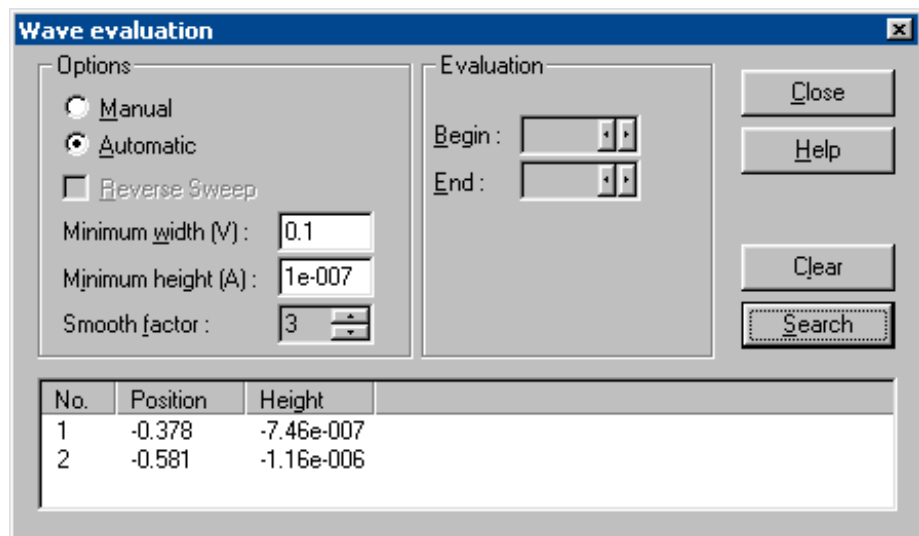 Wave evaluation
Options
Manual
Automatic
Reverse Sweep
Minimum width (V) : 0.1
Minimum height (A) : 1e-007
Smooth factor : 3
Evaluation
Begin :
End :
Close
Help
Clear
Search
No. Position Height
1 -0.378 -7.46e-007
2 -0.581 -1.16e-006